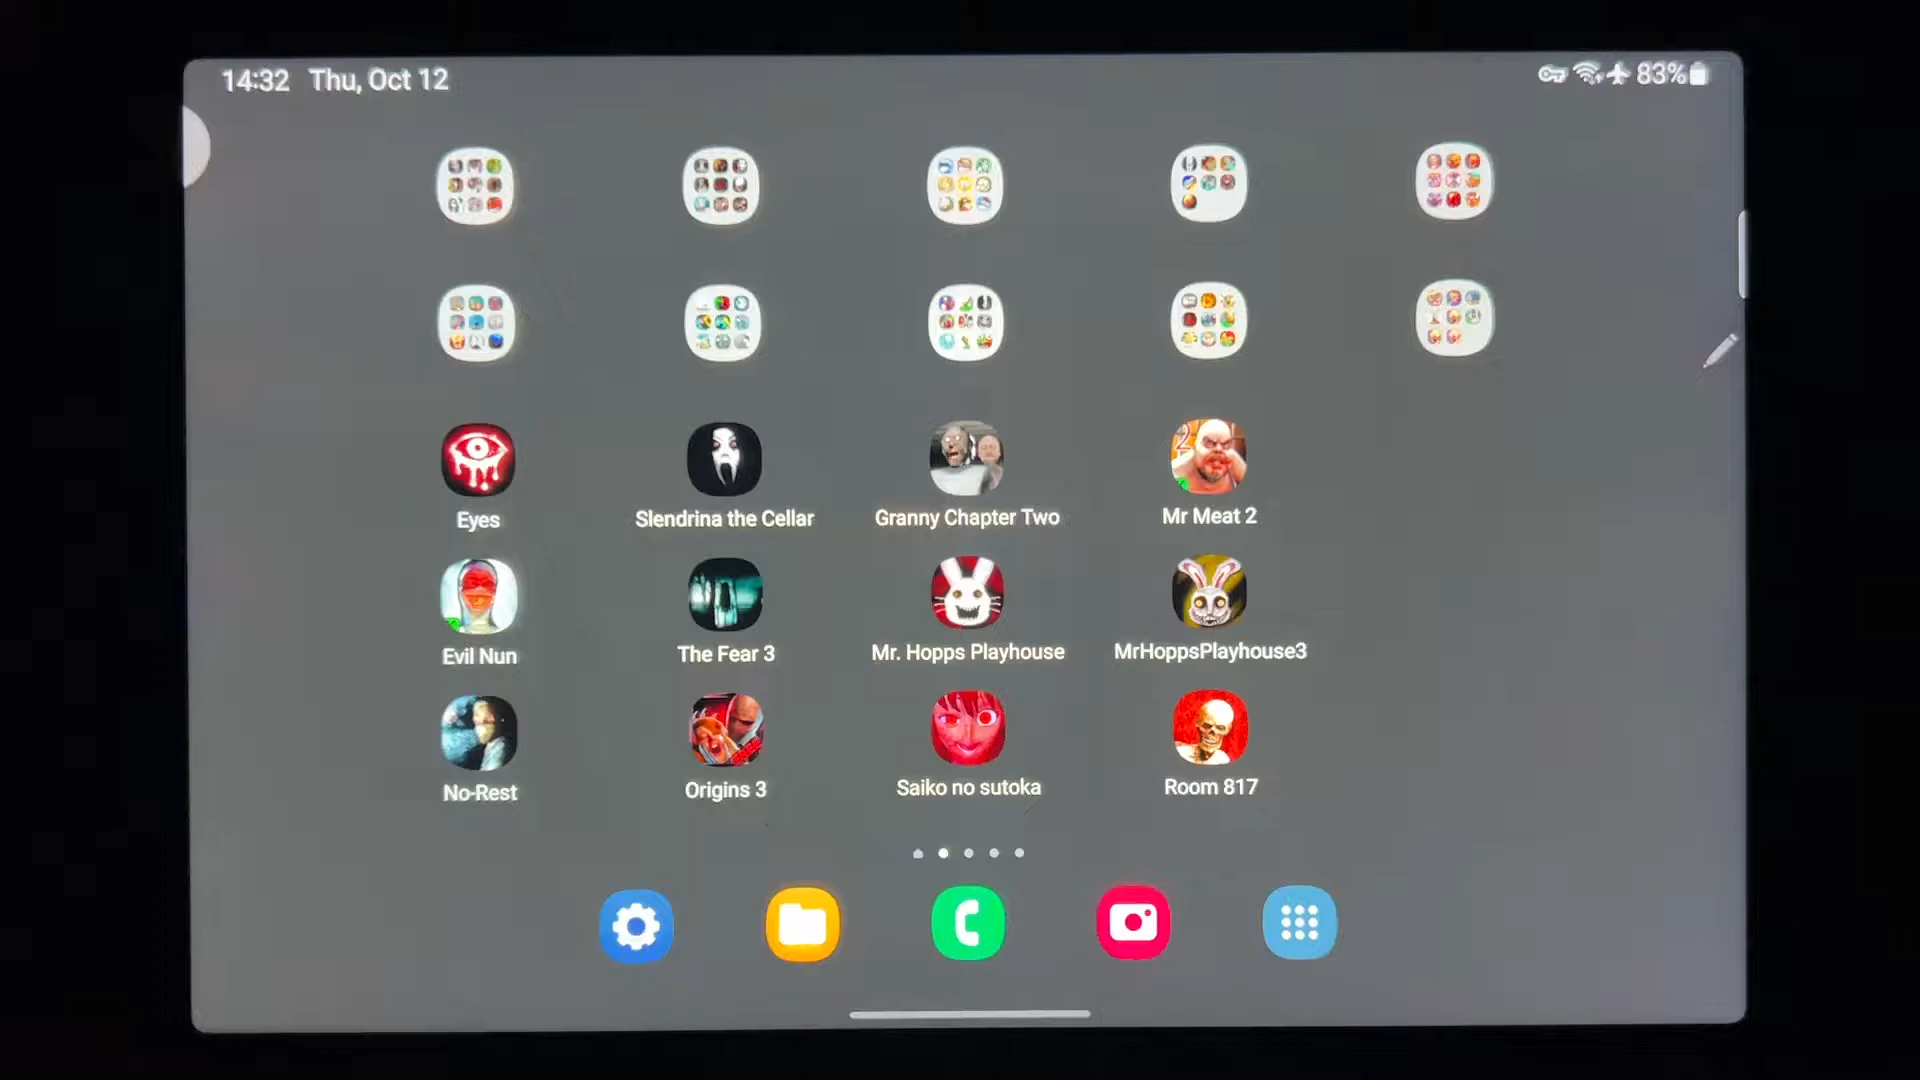 14:32 Thu, Oct 12
83%
Eyes
Slendrina the Cellar
Granny Chapter Two
Mr Meat 2
Evil Nun
The Fear 3
Mr. Hopps Playhouse
MrHoppsPlayhouse3
No-Rest
Origins 3
Saiko no sutoka
Room 817